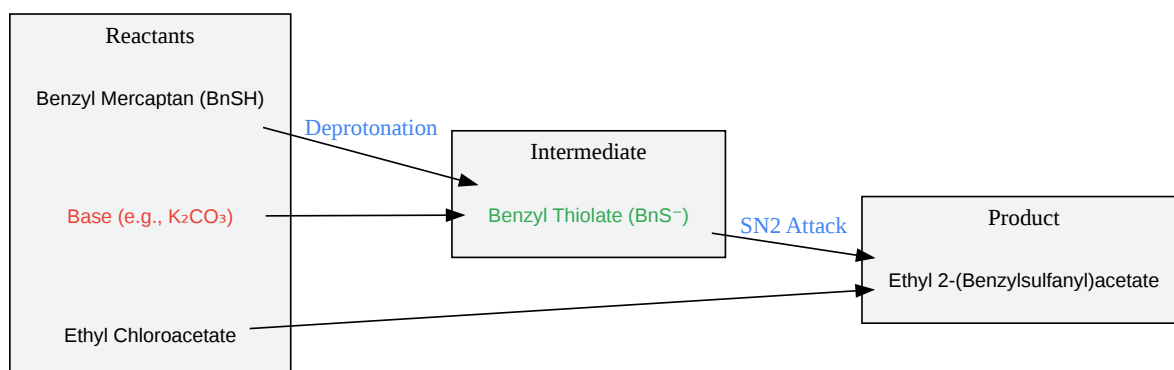 Reactants
Benzyl Mercaptan (BnSH)
Deprotonation
Base (e.g., K₂CO₃)
Ethyl Chloroacetate
Intermediate
Benzyl Thiolate (BnS⁻)
SN2 Attack
Product
Ethyl 2-(Benzylsulfanyl)acetate